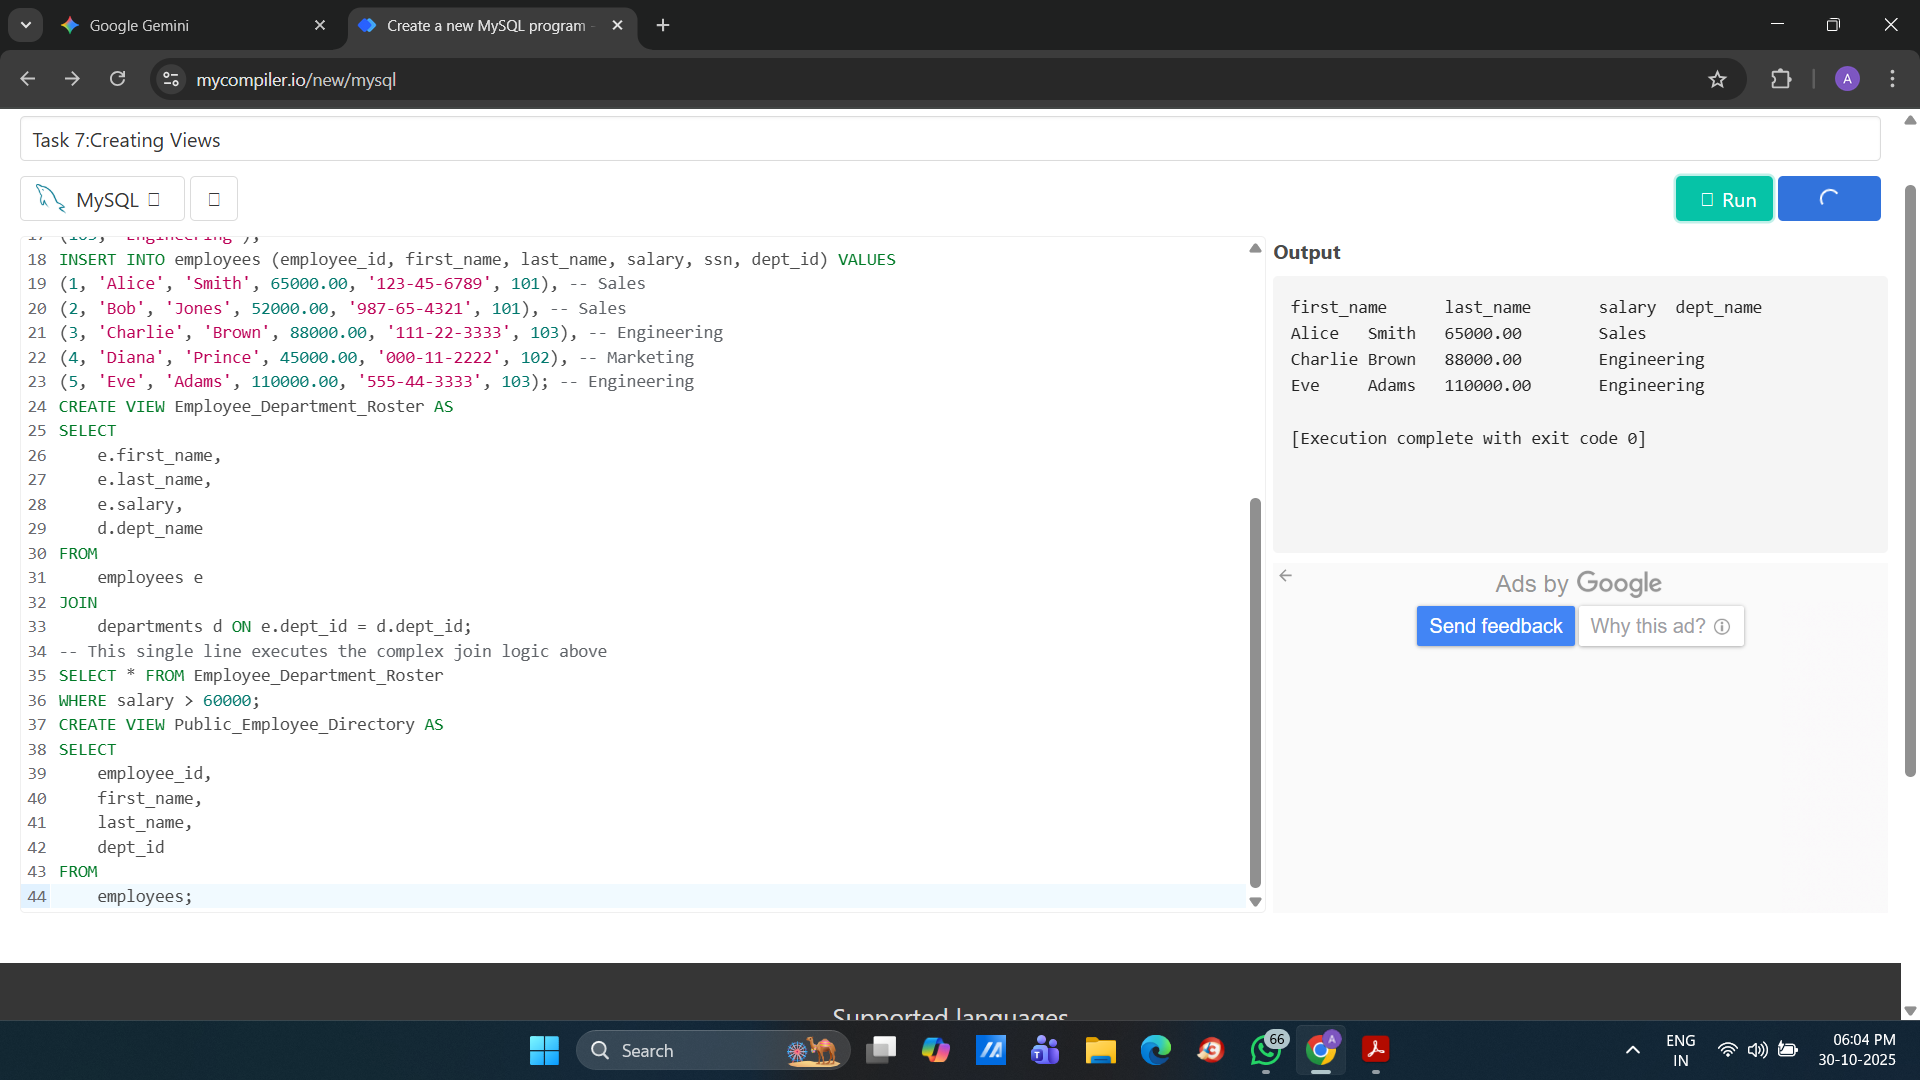 Google Gemini
Create a new MySQL program -
mycompiler.io/new/mysql
A
Task 7:Creating Views
MySQL
Run
17 (103, 'Engineering');
18 INSERT INTO employees (employee_id, first_name, last_name, salary, ssn, dept_id) VALUES
19 (1, 'Alice', 'Smith', 65000.00, '123-45-6789', 101), -- Sales
20 (2, 'Bob', 'Jones', 52000.00, '987-65-4321', 101), -- Sales
21 (3, 'Charlie', 'Brown', 88000.00, '111-22-3333', 103), -- Engineering
22 (4, 'Diana', 'Prince', 45000.00, '000-11-2222', 102), -- Marketing
23 (5, 'Eve', 'Adams', 110000.00, '555-44-3333', 103); -- Engineering
24 CREATE VIEW Employee_Department_Roster AS
25 SELECT
26 e.first_name,
27 e.last_name,
28 e.salary,
29 d.dept_name
30 FROM
31 employees e
32 JOIN
33 departments d ON e.dept_id = d.dept_id;
34 -- This single line executes the complex join logic above
35 SELECT * FROM Employee_Department_Roster
36 WHERE salary > 60000;
37 CREATE VIEW Public_Employee_Directory AS
38 SELECT
39 employee_id,
40 first_name,
41 last_name,
42 dept_id
43 FROM
44 employees;
Output
first_name last_name salary dept_name
Alice Smith 65000.00 Sales
Charlie Brown 88000.00 Engineering
Eve Adams 110000.00 Engineering
[Execution complete with exit code 0]
Ads by Google
Send feedback
Why this ad?
Supported languages
Search
66
A
ENG
IN
06:04 PM
30-10-2025